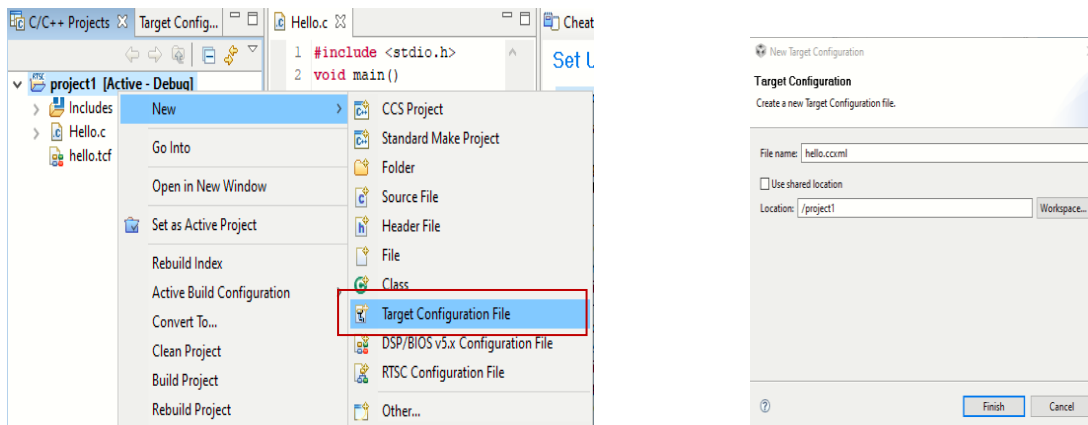 C/C++ Projects
Target Config...
Hello.c
Cheat
1 #include <stdio.h>
2 void main()
Set U
project1 [Active - Debug]
Includes
Hello.c
hello.tcf
New
Go Into
Open in New Window
Set as Active Project
Rebuild Index
Active Build Configuration
Convert To...
Clean Project
Build Project
Rebuild Project
CCS Project
Standard Make Project
Folder
Source File
Header File
File
Class
Target Configuration File
DSP/BIOS v5.x Configuration File
RTSC Configuration File
Other...
New Target Configuration
Target Configuration
Create a new Target Configuration file.
File name: hello.ccxml
Use shared location
Location: /project1
Workspace...
Finish
Cancel